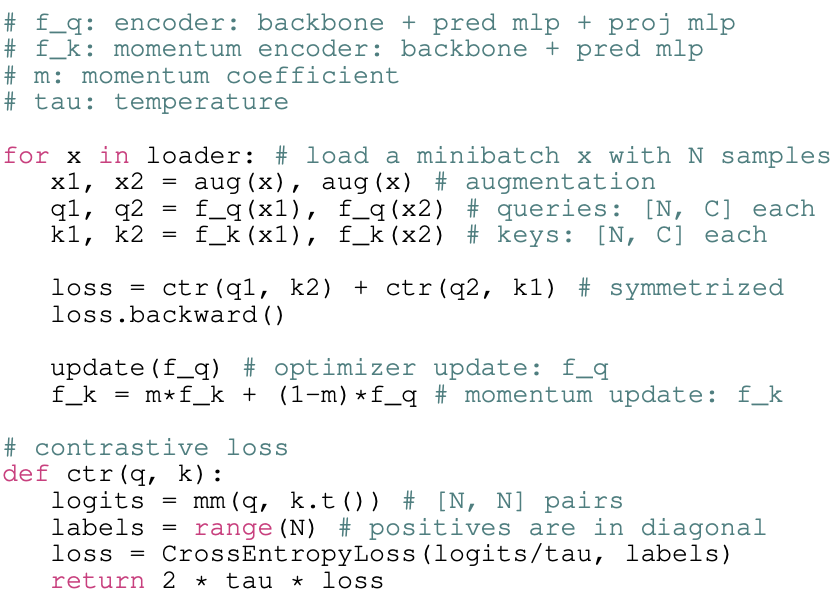 # f_q: encoder: backbone + pred mlp + proj mlp
# f_k: momentum encoder: backbone + pred mlp
# m: momentum coefficient
# tau: temperature

for x in loader: # load a minibatch x with N samples
   x1, x2 = aug(x), aug(x) # augmentation
   q1, q2 = f_q(x1), f_q(x2) # queries: [N, C] each
   k1, k2 = f_k(x1), f_k(x2) # keys: [N, C] each

   loss = ctr(q1, k2) + ctr(q2, k1) # symmetrized
   loss.backward()

   update(f_q) # optimizer update: f_q
   f_k = m*f_k + (1-m)*f_q # momentum update: f_k

# contrastive loss
def ctr(q, k):
   logits = mm(q, k.t()) # [N, N] pairs
   labels = range(N) # positives are in diagonal
   loss = CrossEntropyLoss(logits/tau, labels)
   return 2 * tau * loss